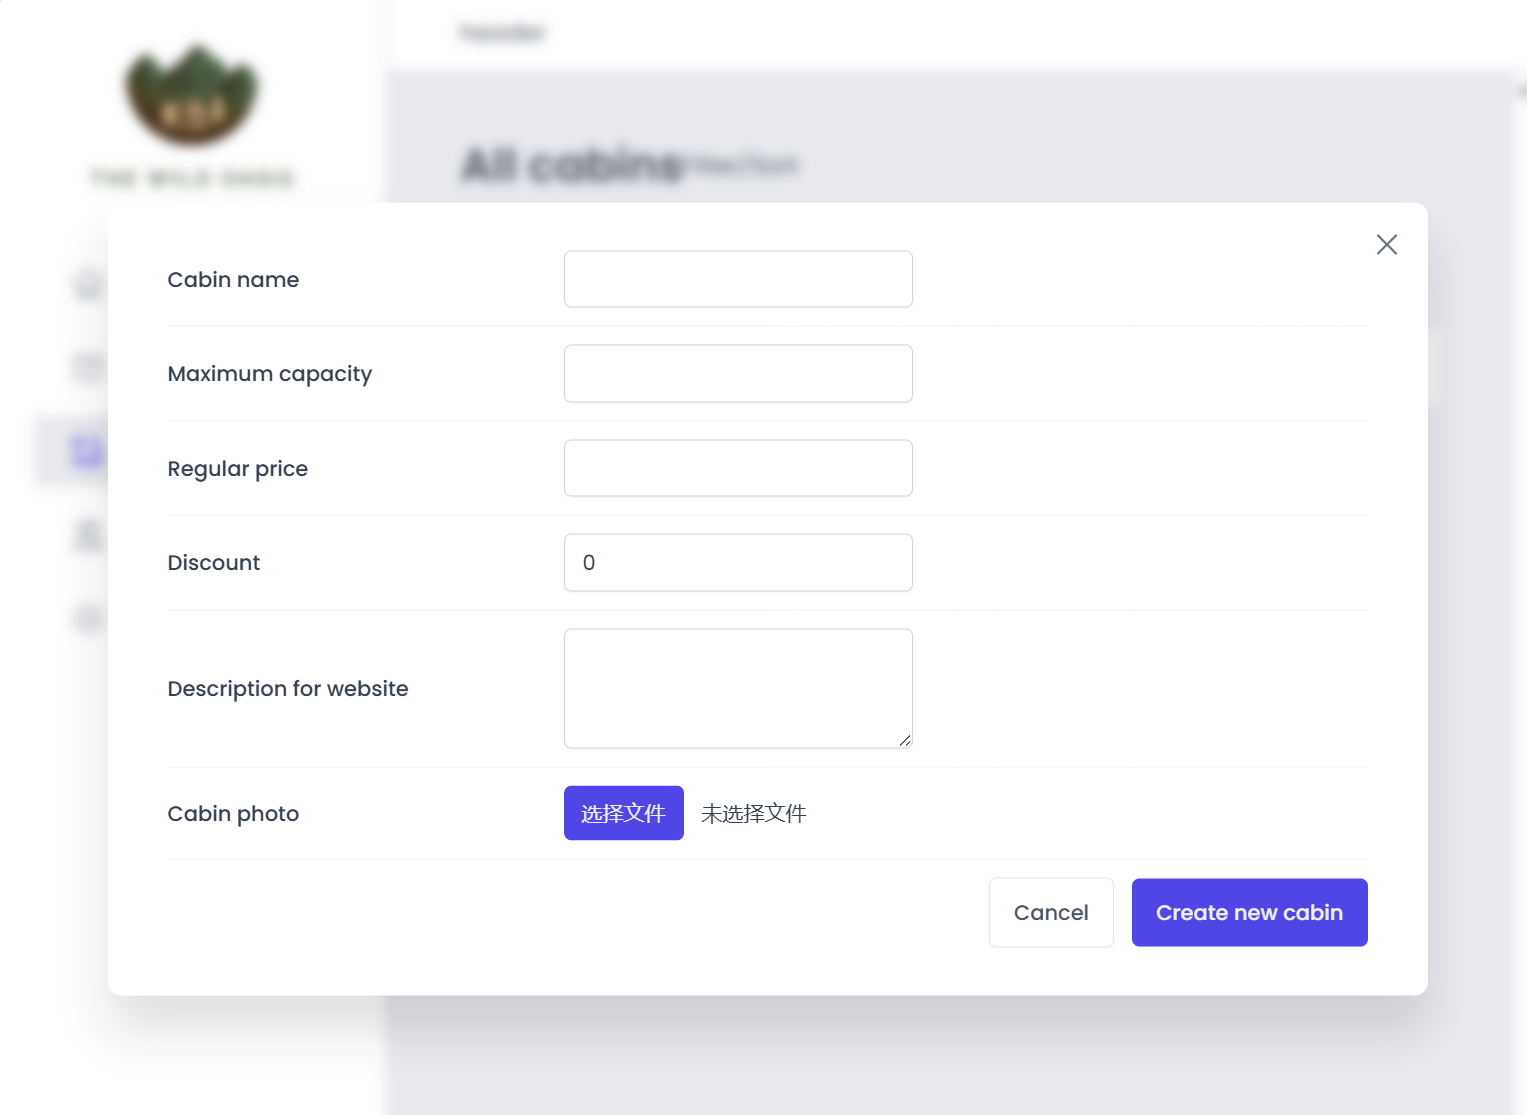 header
All cabins Filter/Sort
THE WILD OASIS
Cabin name
Maximum capacity
Regular price
Discount 0
Description for website
Cabin photo 选择文件 未选择文件
Cancel Create new cabin